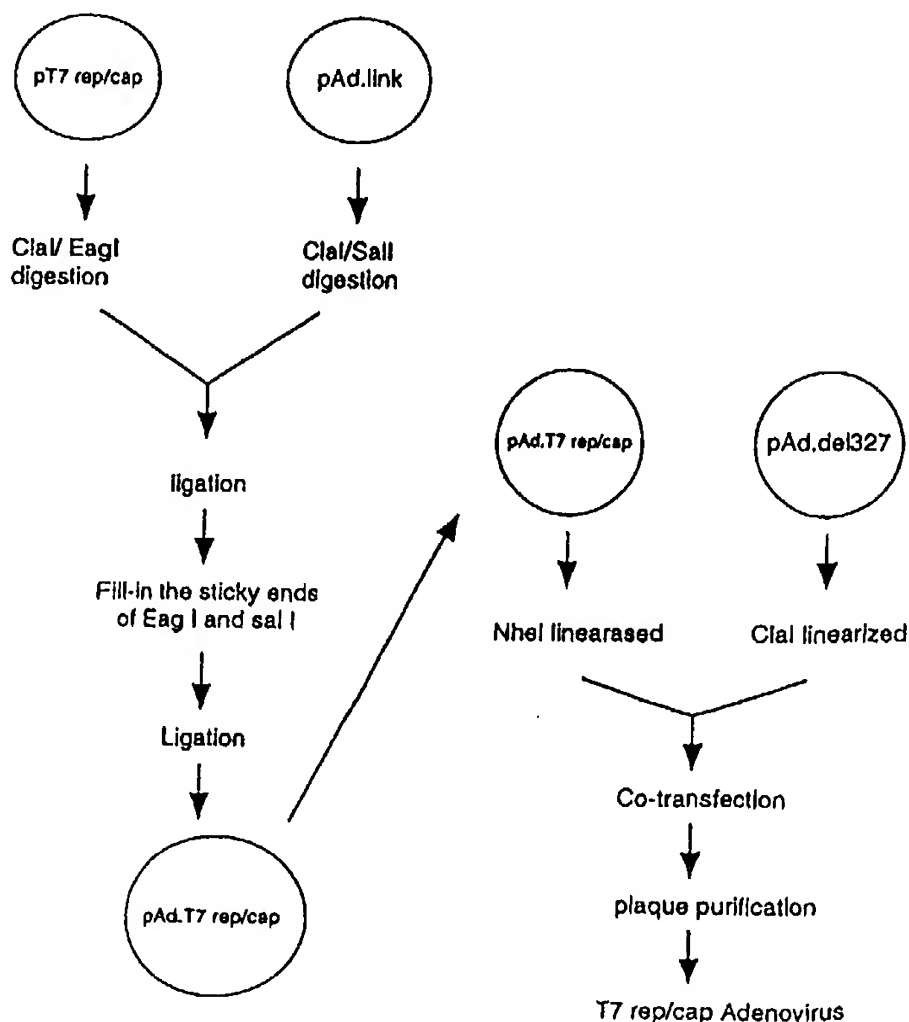 pT7 rep/cap
pAd.link
ClaI/ EagI
digestion
ClaI/SalI
digestion
ligation
Fill-in the sticky ends
of Eag I and sal I
Ligation
pAd.T7 rep/cap
pAd.T7 rep/cap
pAd.del327
NheI linearased
ClaI linearized
Co-transfection
plaque purification
T7 rep/cap Adenovirus